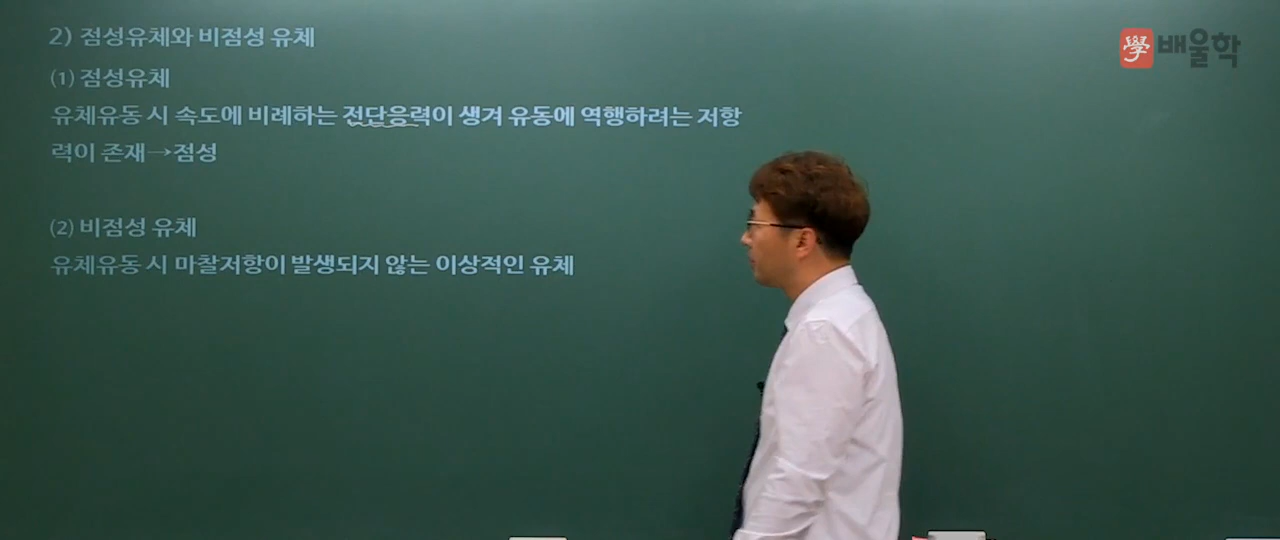 2) 점성유체와 비점성 유체
學 배울학
(1) 점성유체
유체유동 시 속도에 비례하는 전단응력이 생겨 유동에 역행하려는 저항
력이 존재→점성
(2) 비점성 유체
유체유동 시 마찰저항이 발생되지 않는 이상적인 유체